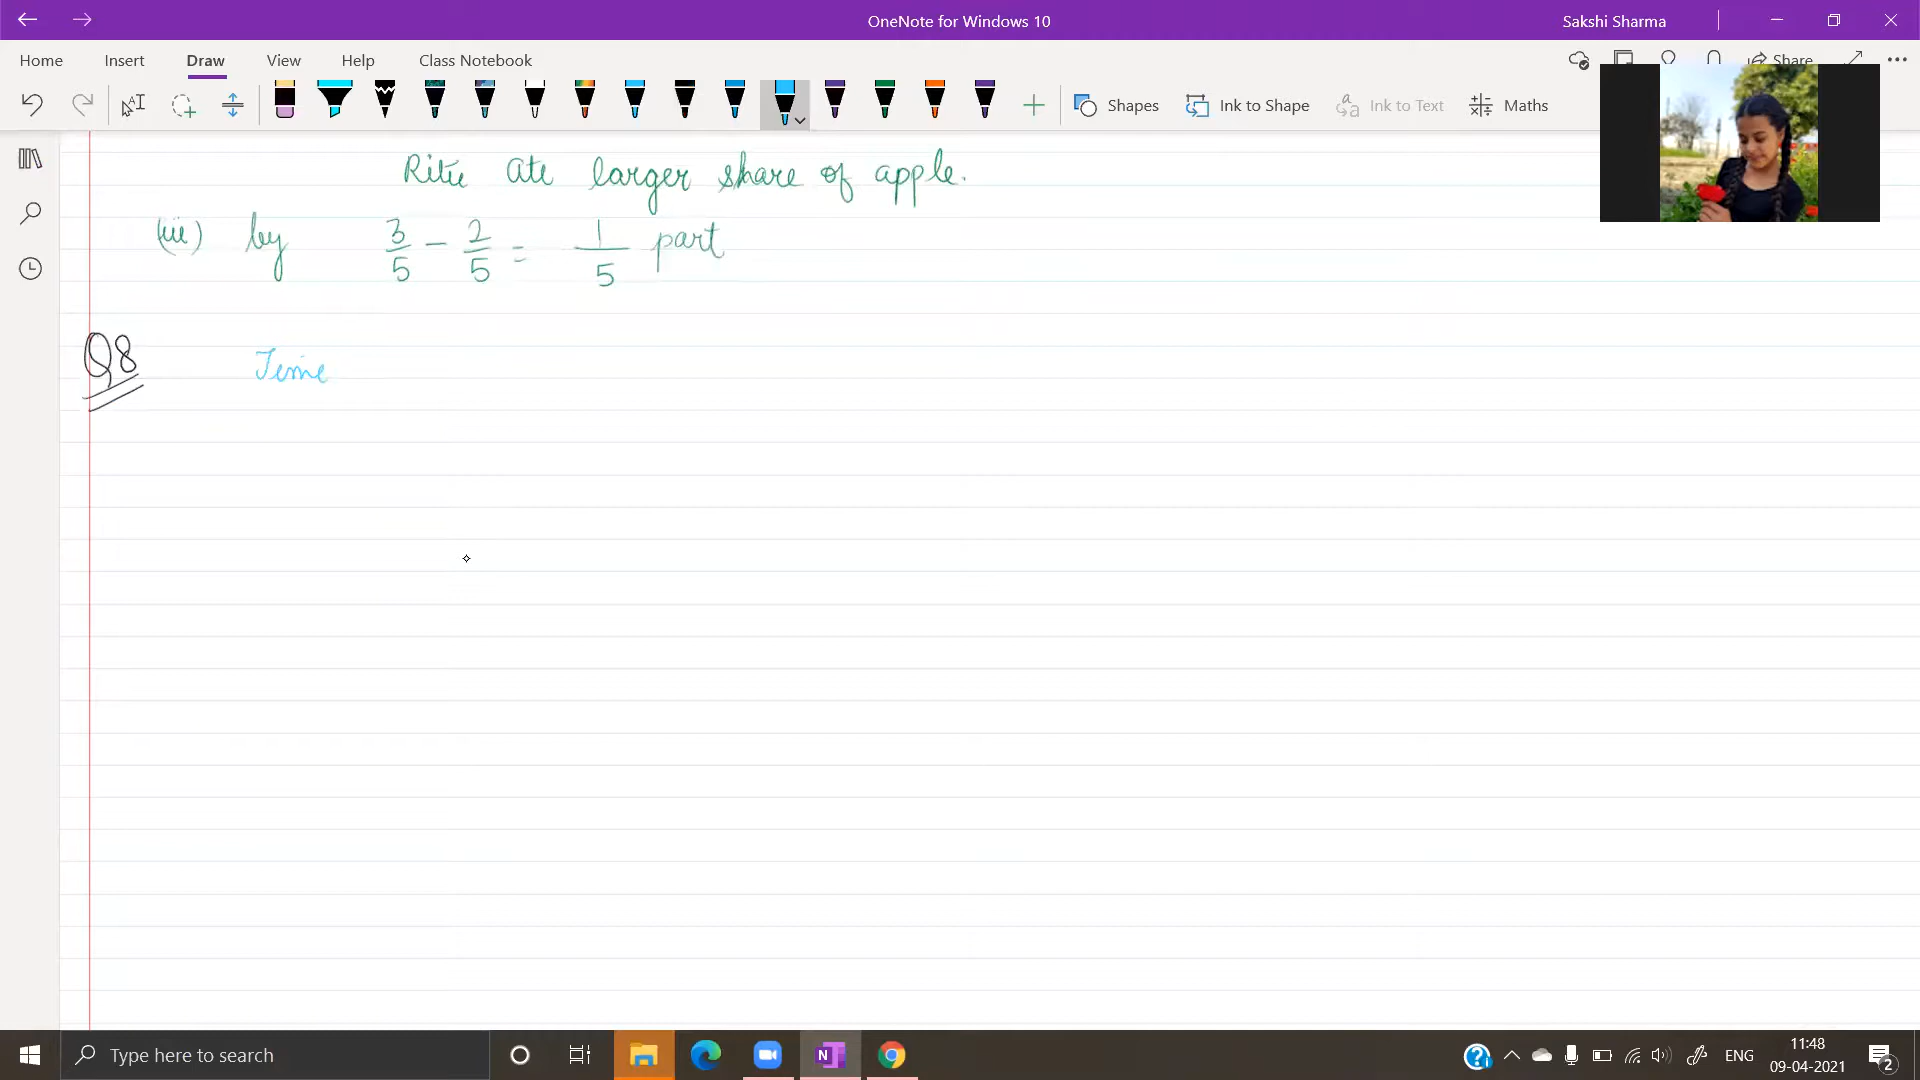 OneNote for Windows 10
Sakshi Sharma
Home Insert Draw View Help Class Notebook Share
Shapes Ink to Shape Ink to Text Maths
Ritu ate larger share of apple.
(iii) by 3/5 - 2/5 = 1/5 part
Q8 Time
Type here to search
ENG
11:48
09-04-2021
2